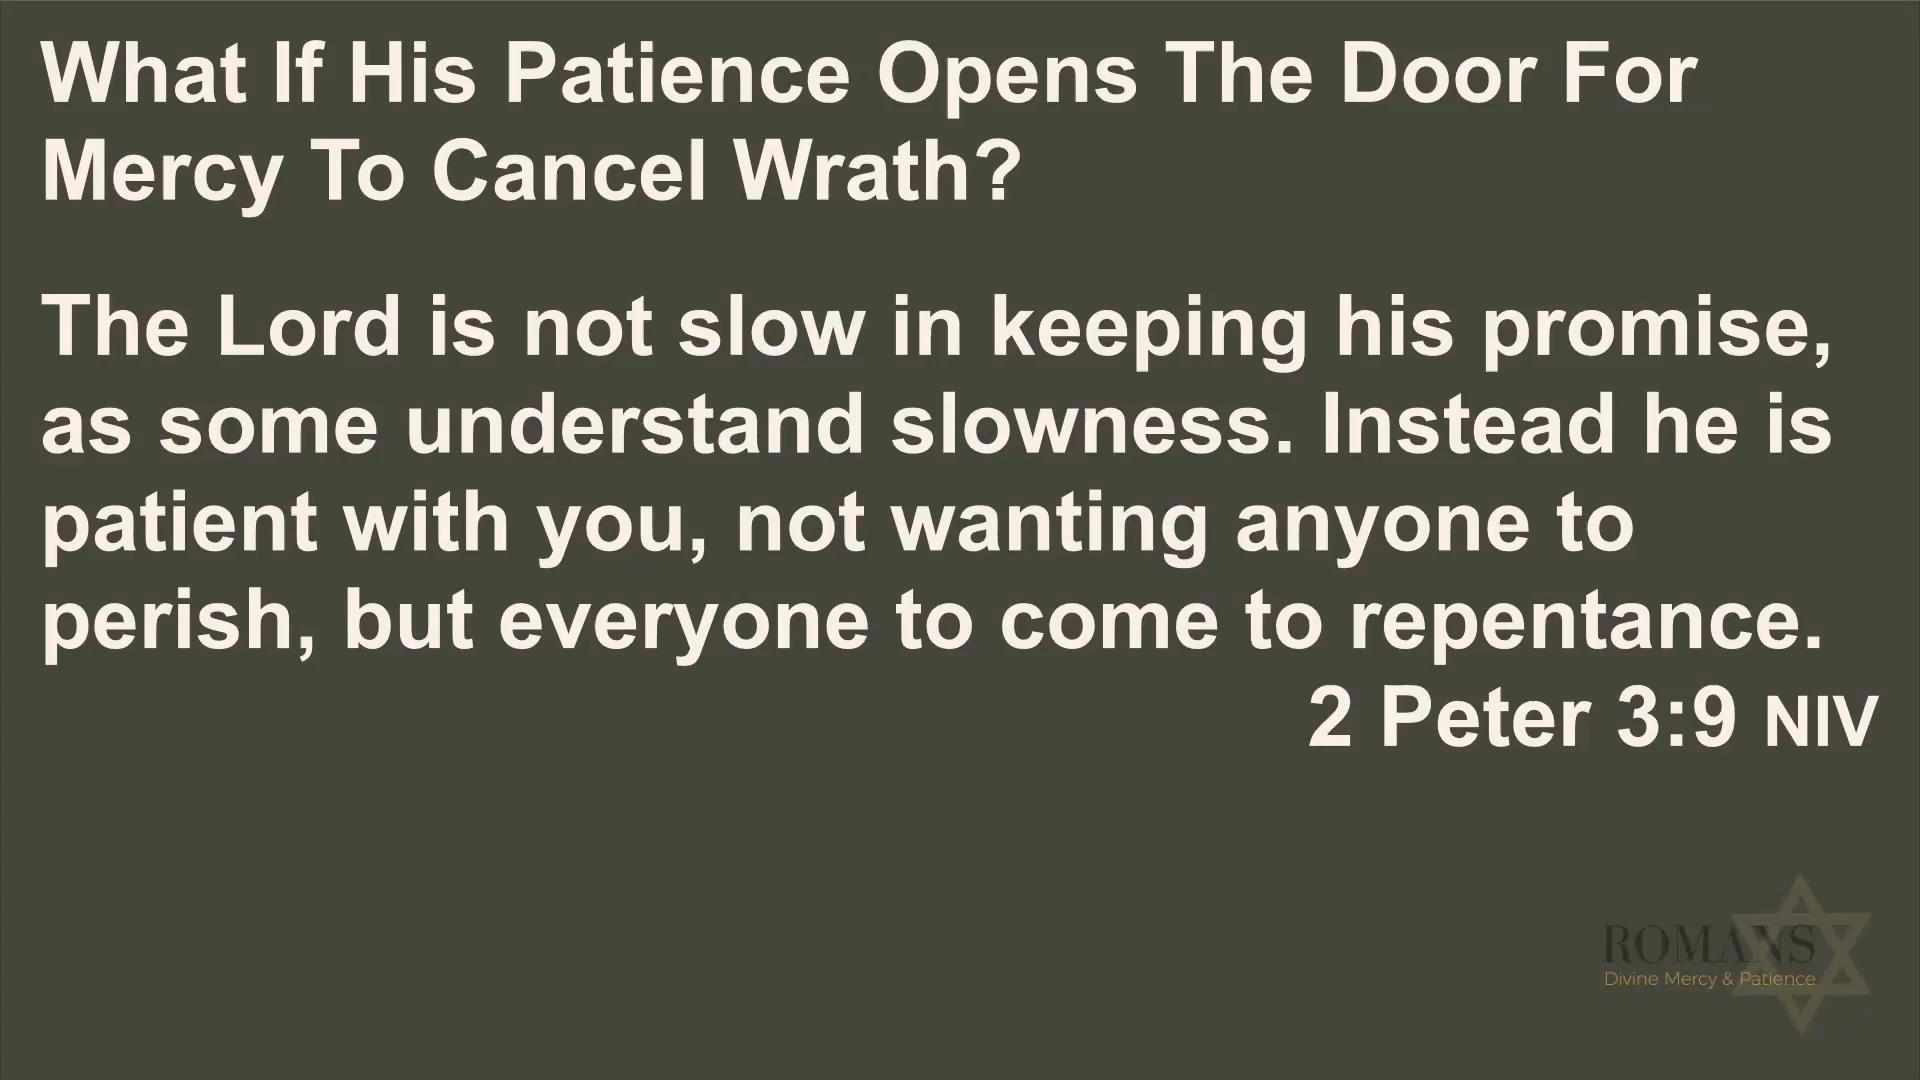 What If His Patience Opens The Door For
Mercy To Cancel Wrath?
The Lord is not slow in keeping his promise,
as some understand slowness. Instead he is
patient with you, not wanting anyone to
perish, but everyone to come to repentance.
2 Peter 3:9 NIV
ROMANS
Divine Mercy & Patience